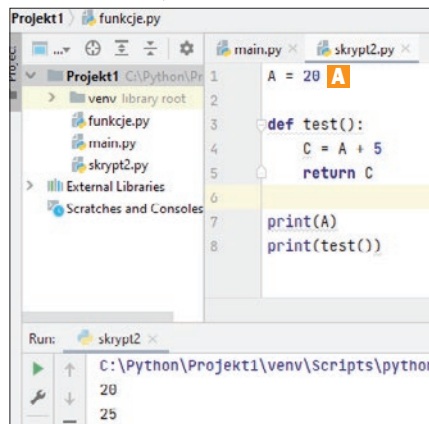 Projekt1 funkcje.py
main.py skrypt2.py
Projekt1 C:\Python\Pr
venv library root
funkcje.py
main.py
skrypt2.py
External Libraries
Scratches and Consoles
1 A = 20 A
2
3 def test():
4 C = A + 5
5 return C
6
7 print(A)
8 print(test())
Run: skrypt2
C:\Python\Projekt1\venv\Scripts\python
20
25